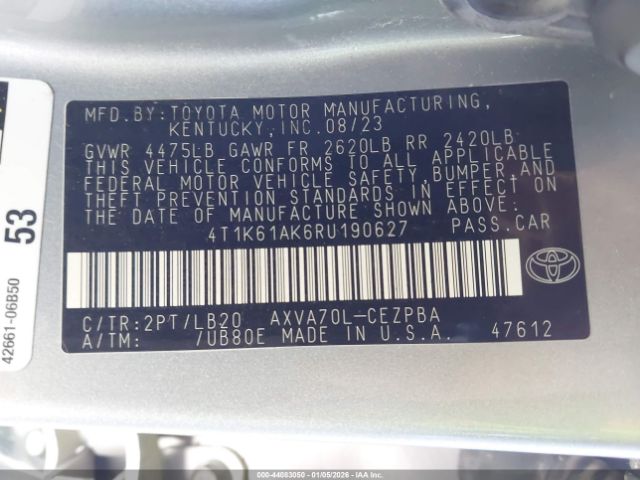 MFD.BY:TOYOTA MOTOR MANUFACTURING,
KENTUCKY,INC.08/23
GVWR 4475LB GAWR FR 2620LB RR 2420LB
THIS VEHICLE CONFORMS TO ALL APPLICABLE
FEDERAL MOTOR VEHICLE SAFETY,BUMPER,AND
THEFT PREVENTION STANDARDS IN EFFECT ON
THE DATE OF MANUFACTURE SHOWN ABOVE:
4T1K61AK6RU190627 PASS.CAR
C/TR:2PT/LB20 AXVA70L-CEZPBA
A/TM: /UB80E MADE IN U.S.A. 47612
TOYOTA
53
42661-06B50
000-44083050 | 01/05/2026 - IAA Inc.